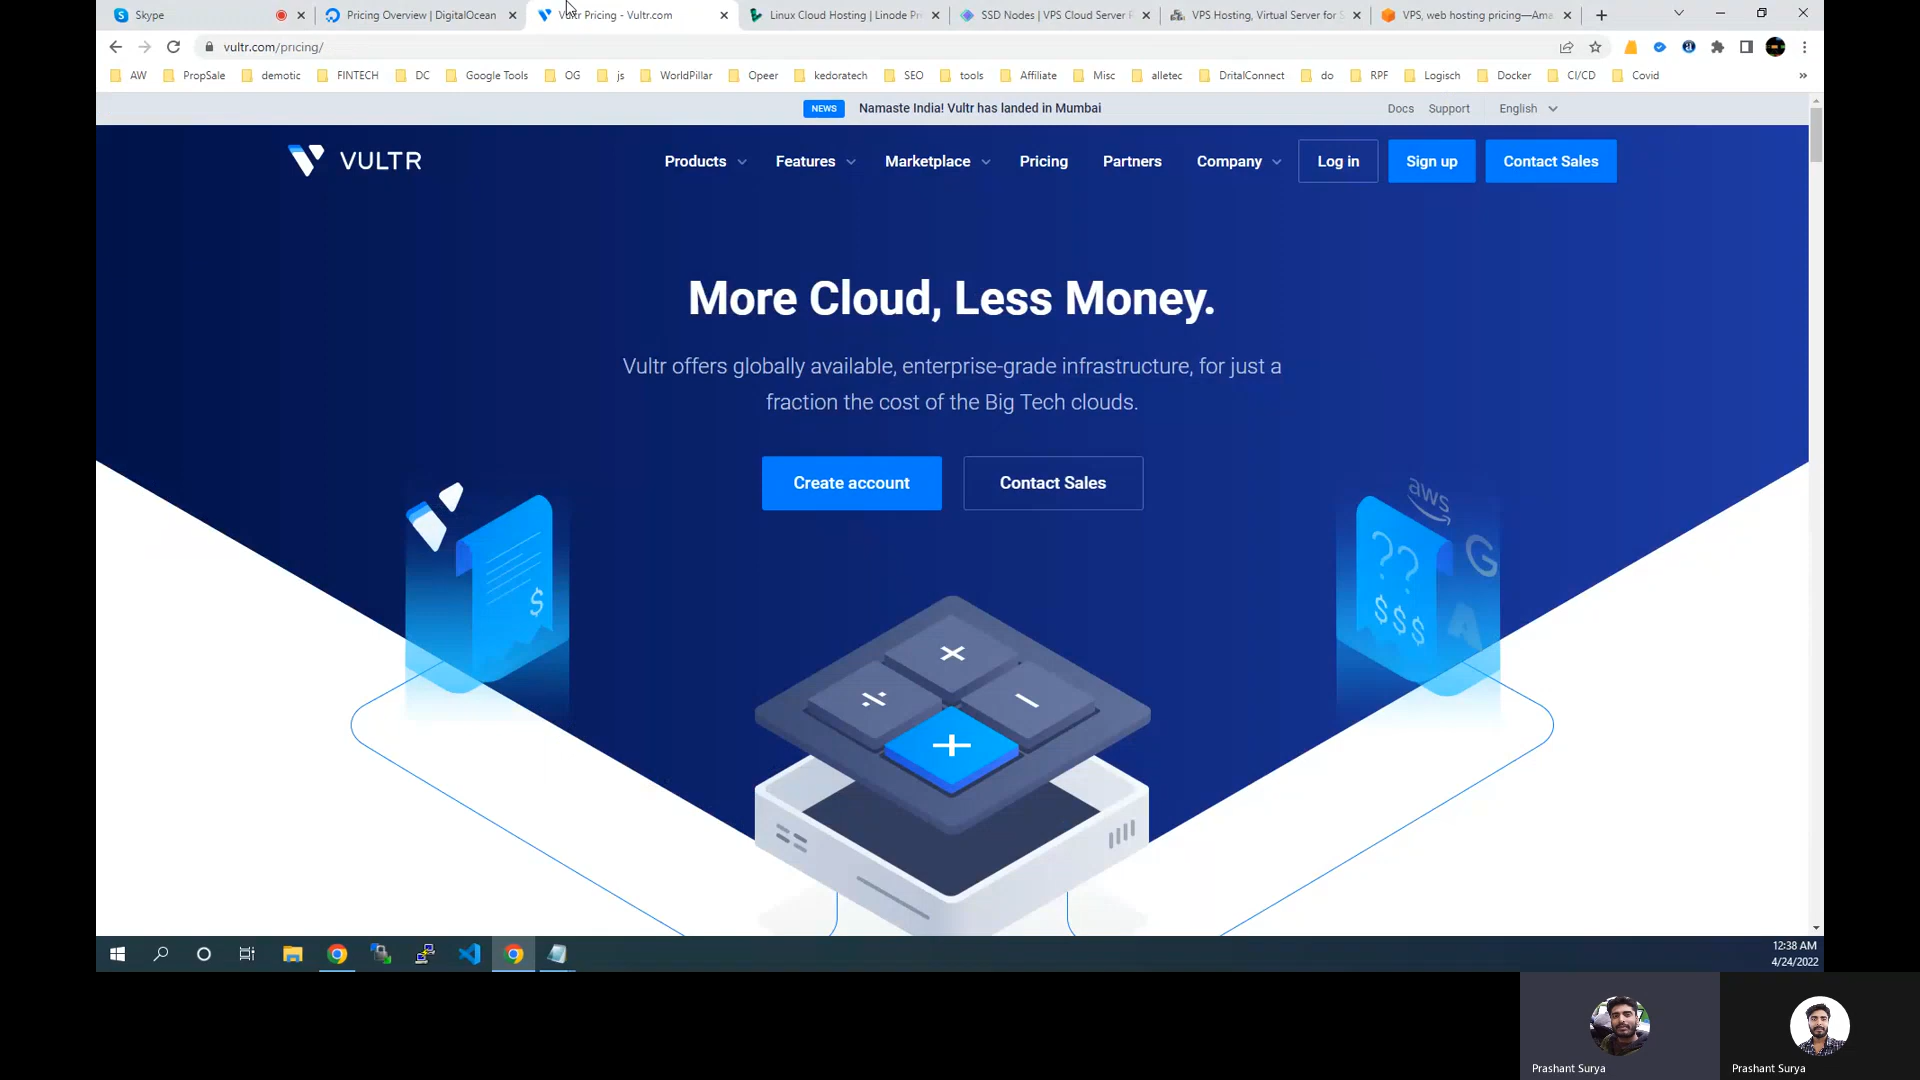 Skype
Pricing Overview | DigitalOcean
Vultr Pricing - Vultr.com
Linux Cloud Hosting | Linode Pri
SSD Nodes | VPS Cloud Server P
VPS Hosting, Virtual Server for S
VPS, web hosting pricing—Ama
vultr.com/pricing/
AW
PropSale
demotic
FINTECH
DC
Google Tools
OG
js
WorldPillar
Opeer
kedoratech
SEO
tools
Affiliate
Misc
alletec
DritalConnect
do
RPF
Logisch
Docker
CI/CD
Covid
»
NEWS
Namaste India! Vultr has landed in Mumbai
Docs
Support
English
VULTR
Products
Features
Marketplace
Pricing
Partners
Company
Log in
Sign up
Contact Sales
More Cloud, Less Money.
Vultr offers globally available, enterprise-grade infrastructure, for just a
fraction the cost of the Big Tech clouds.
Create account
Contact Sales
aws
G
A
??
$
$$$
×
÷
−
+
12:38 AM
4/24/2022
Prashant Surya
Prashant Surya